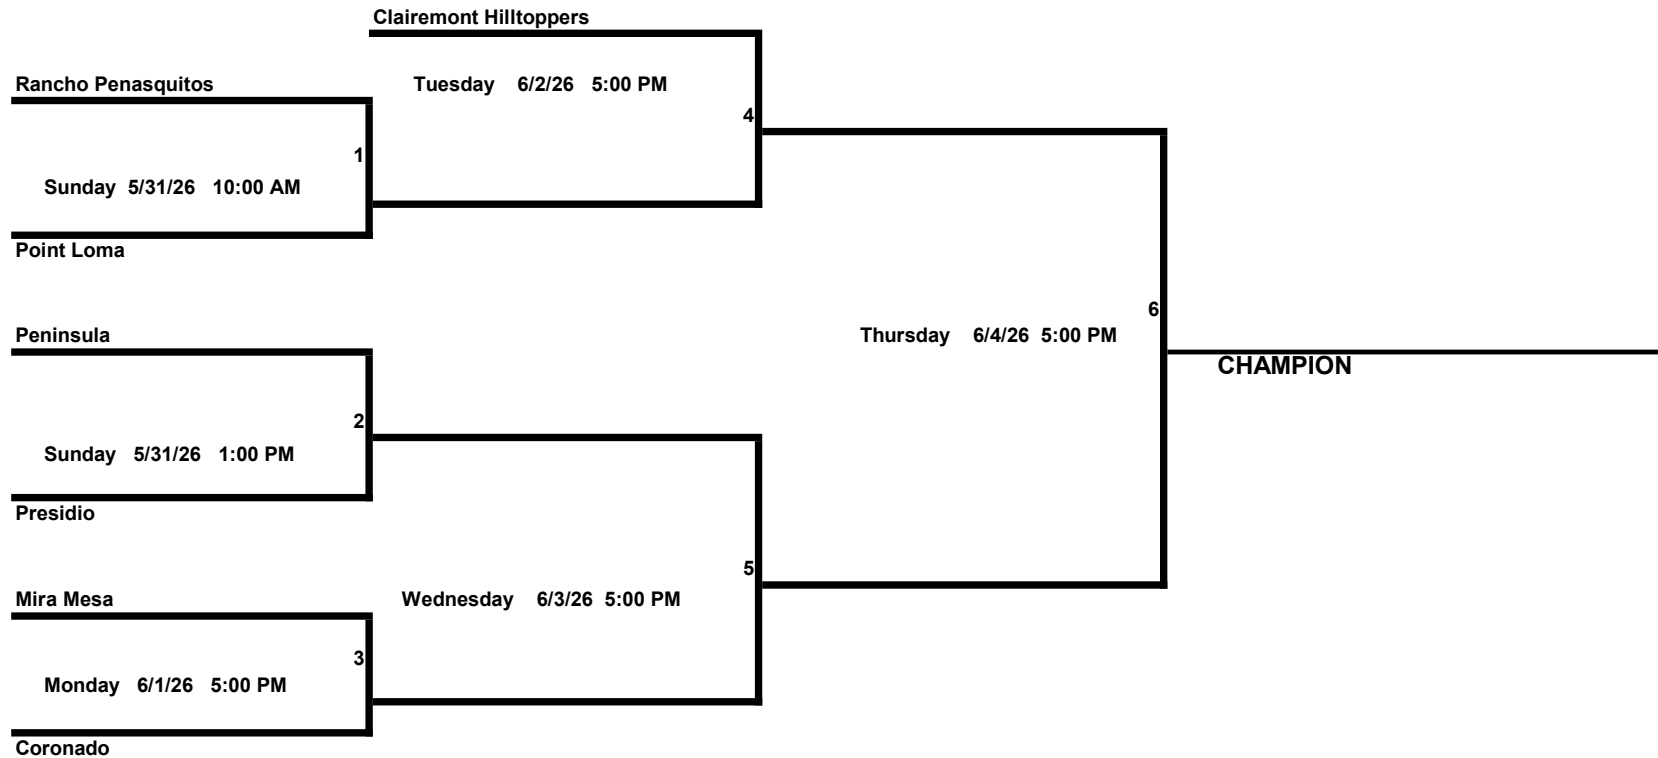 Clairemont Hilltoppers
Rancho Penasquitos
Tuesday 6/2/26 5:00 PM
4
1
Sunday 5/31/26 10:00 AM
Point Loma
6
Peninsula
Thursday 6/4/26 5:00 PM
CHAMPION
2
Sunday 5/31/26 1:00 PM
Presidio
5
Mira Mesa
Wednesday 6/3/26 5:00 PM
3
Monday 6/1/26 5:00 PM
Coronado